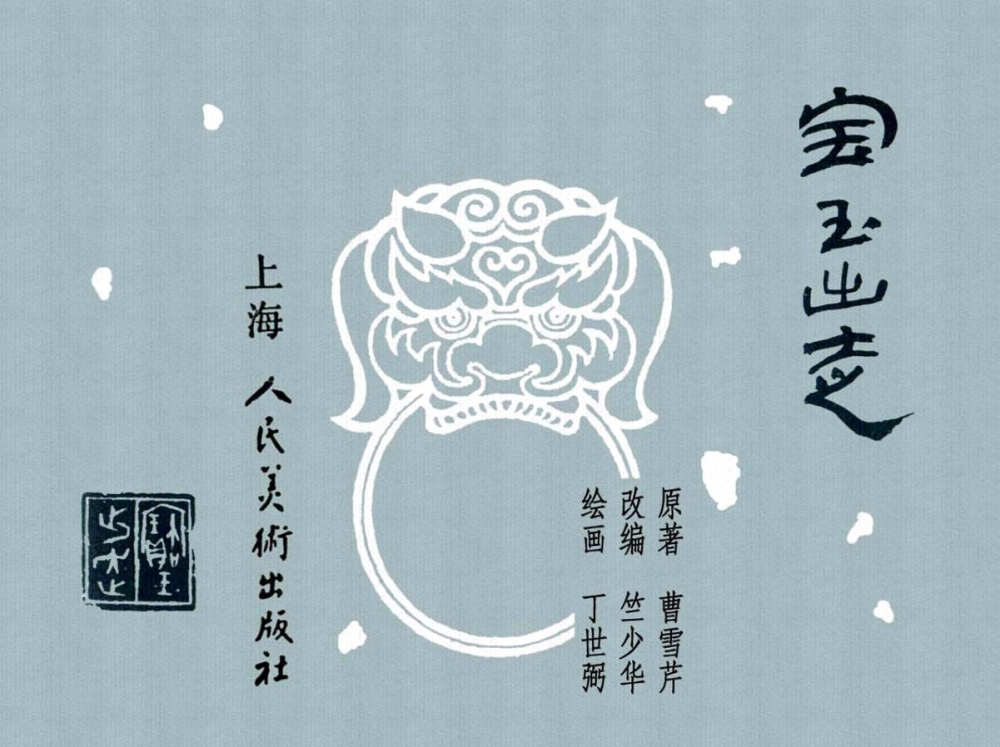 宝玉出走
原著 曹雪芹
改编 竺少华
绘画 丁世弼
上海人民美術出版社